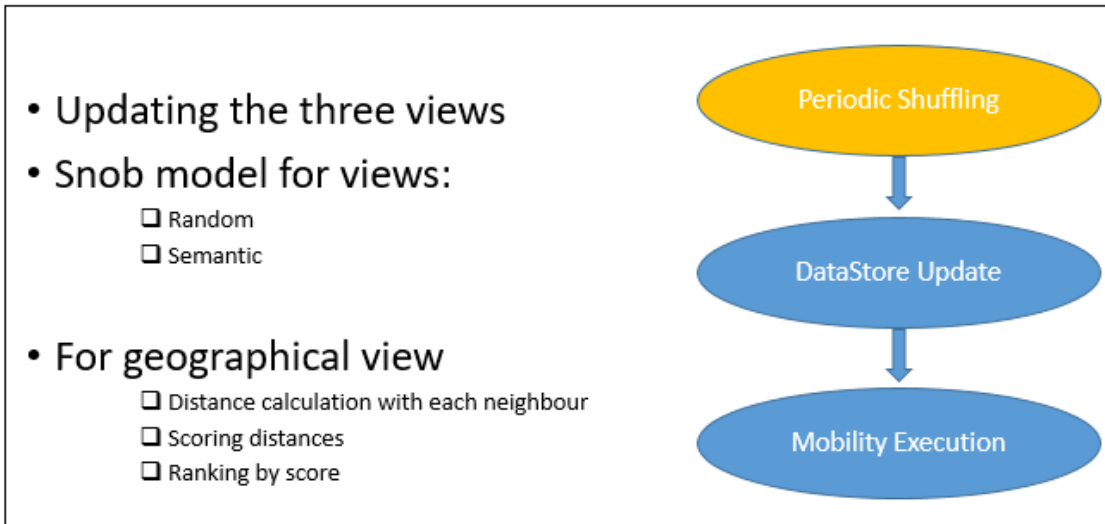 • Updating the three views
• Snob model for views:
❑ Random
❑ Semantic
• For geographical view
❑ Distance calculation with each neighbour
❑ Scoring distances
❑ Ranking by score
Periodic Shuffling
DataStore Update
Mobility Execution